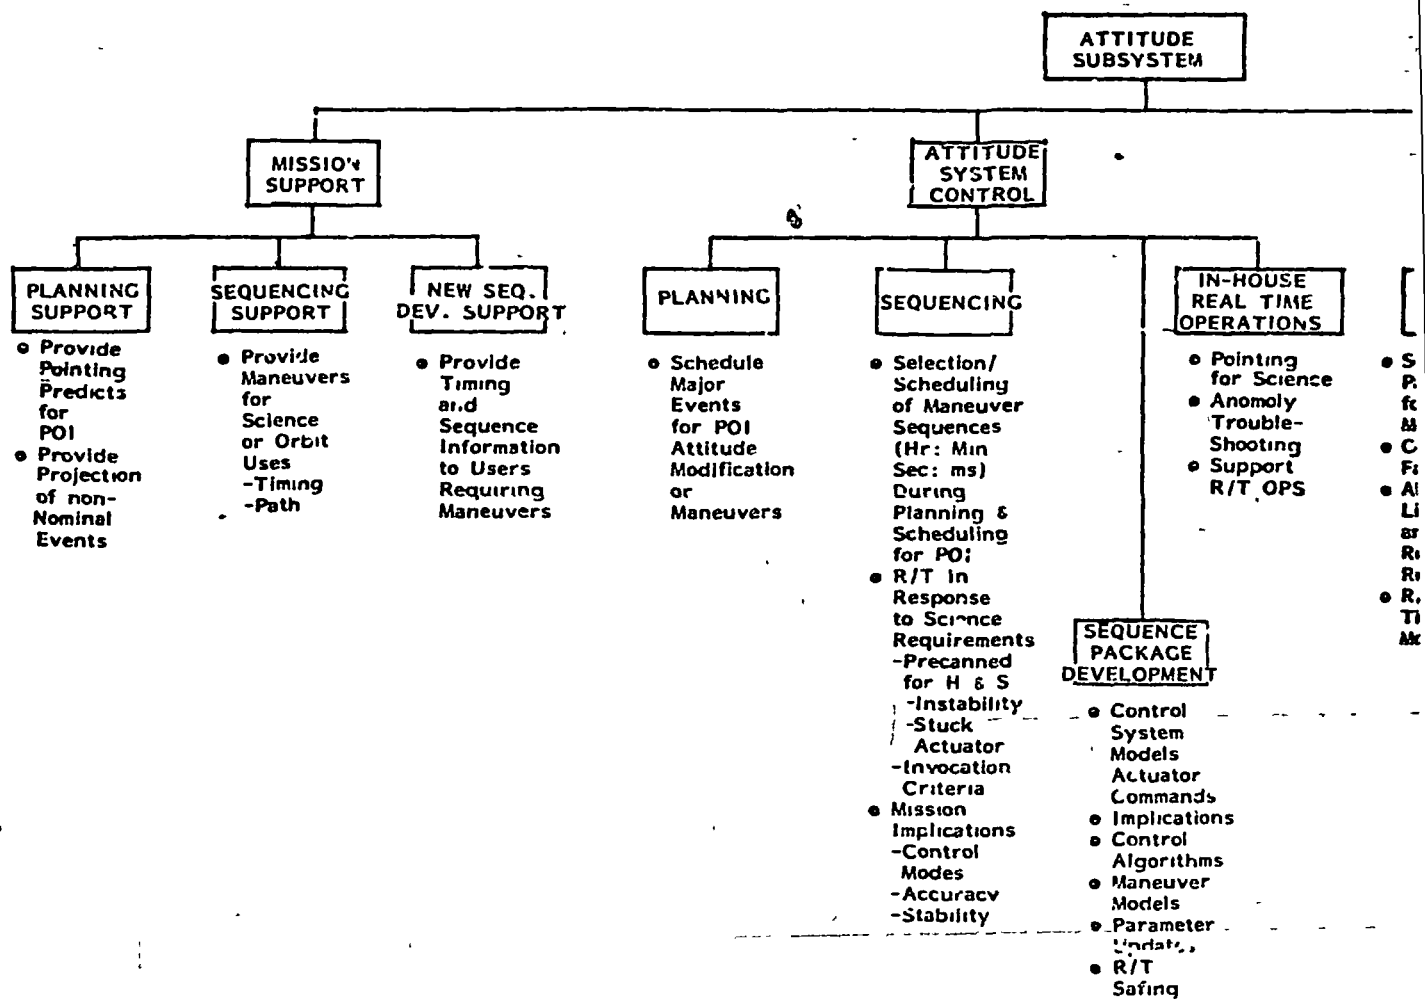 ATTITUDE
SUBSYSTEM
MISSION
SUPPORT
ATTITUDE
SYSTEM
CONTROL
PLANNING
SUPPORT
• Provide
Pointing
Predicts
for
POI
• Provide
Projection
of non-
Nominal
Events
SEQUENCING
SUPPORT
• Provide
Maneuvers
for
Science
or Orbit
Uses
-Timing
-Path
NEW SEQ.
DEV. SUPPORT
• Provide
Timing
and
Sequence
Information
to Users
Requiring
Maneuvers
PLANNING
• Schedule
Major
Events
for POI
Attitude
Modification
or
Maneuvers
SEQUENCING
• Selection/
Scheduling
of Maneuver
Sequences
(Hr: Min
Sec: ms)
During
Planning &
Scheduling
for POI
• R/T in
Response
to Science
Requirements
-Precanned
for H & S
-Instability
-Stuck
Actuator
-Invocation
Criteria
• Mission
Implications
-Control
Modes
-Accuracy
-Stability
SEQUENCE
PACKAGE
DEVELOPMENT
• Control
System
Models
Actuator
Commands
• Implications
• Control
Algorithms
• Maneuver
Models
• Parameter
Updates
• R/T
Safing
IN-HOUSE
REAL TIME
OPERATIONS
• Pointing
for Science
• Anomoly
Trouble-
Shooting
• Support
R/T OPS